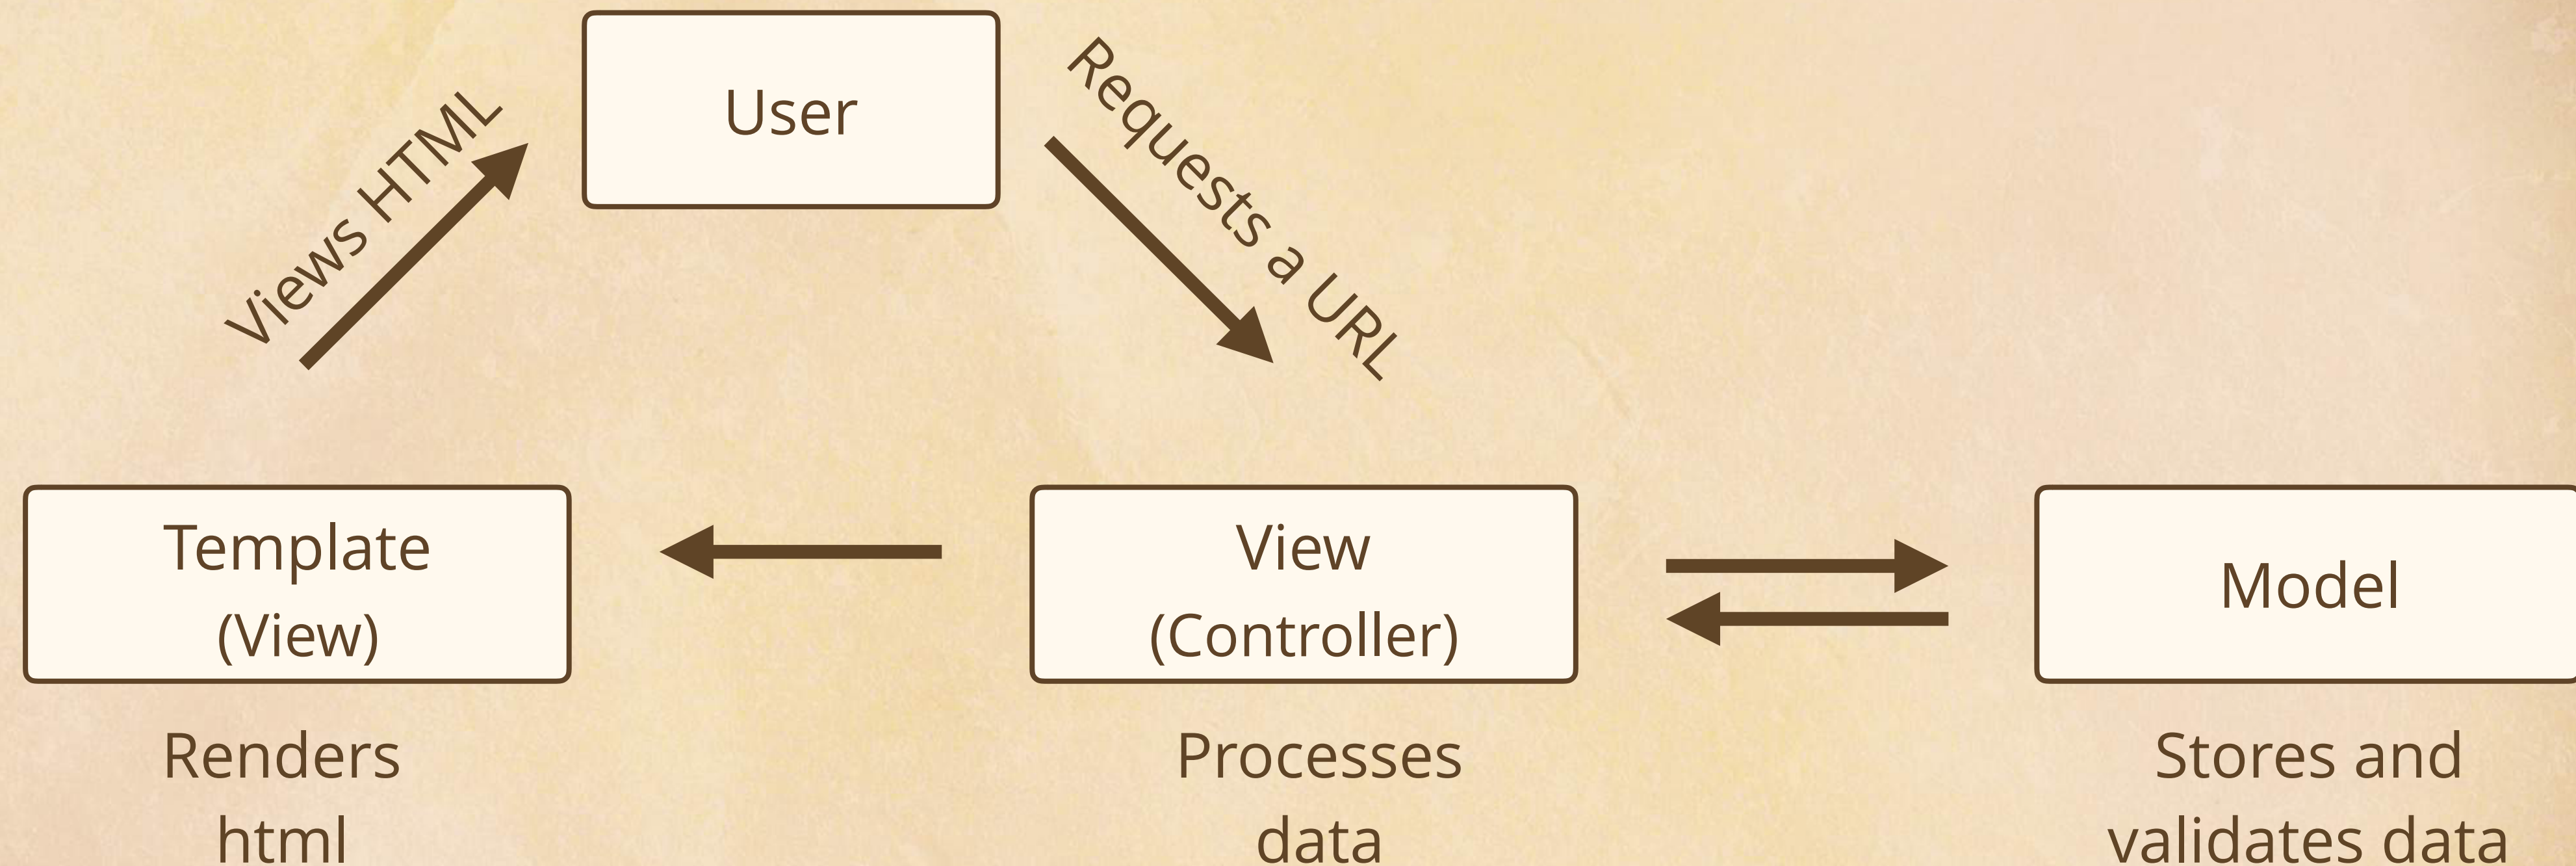 User
Views HTML
Requests a URL
Template
(View)
View
(Controller)
Model
Renders
html
Processes
data
Stores and
validates data